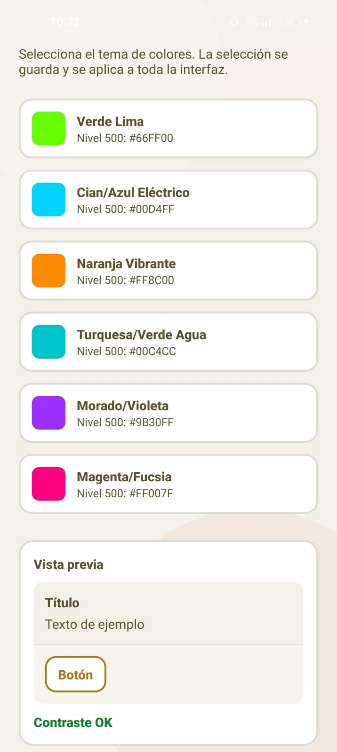 10:22
Selecciona el tema de colores. La selección se
guarda y se aplica a toda la interfaz.
Verde Lima
Nivel 500: #66FF00
Cian/Azul Eléctrico
Nivel 500: #00D4FF
Naranja Vibrante
Nivel 500: #FF8C00
Turquesa/Verde Agua
Nivel 500: #00C4CC
Morado/Violeta
Nivel 500: #9B30FF
Magenta/Fucsia
Nivel 500: #FF007F
Vista previa
Título
Texto de ejemplo
Botón
Contraste OK